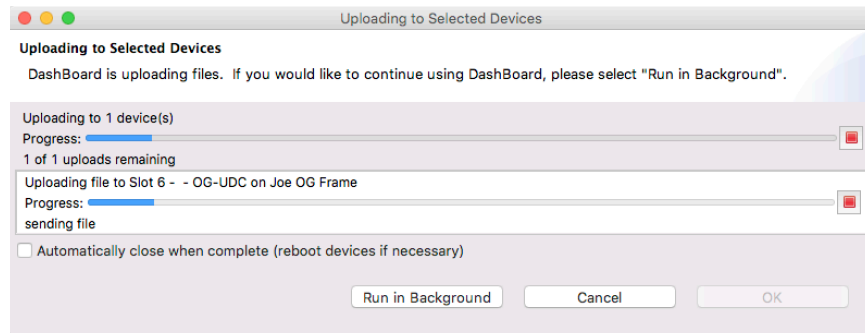 Uploading to Selected Devices
Uploading to Selected Devices
DashBoard is uploading files. If you would like to continue using DashBoard, please select "Run in Background".
Uploading to 1 device(s)
Progress:
1 of 1 uploads remaining
Uploading file to Slot 6 - - OG-UDC on Joe OG Frame
Progress:
sending file
Automatically close when complete (reboot devices if necessary)
Run in Background Cancel OK